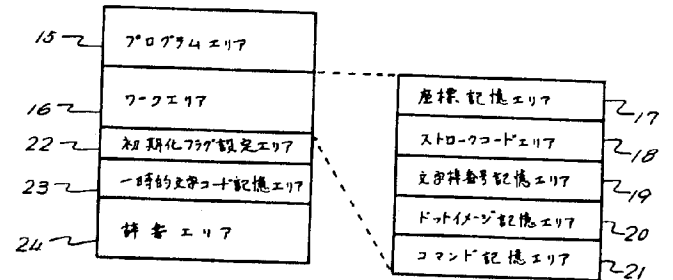 15 プログラムエリア
16 ワークエリア
22 初期化フラグ設定エリア
23 一時的文字コード記憶エリア
24 辞書エリア
座標記憶エリア 17
ストロークコードエリア 18
文字枠番号記憶エリア 19
ドットイメージ記憶エリア 20
コマンド記憶エリア 21